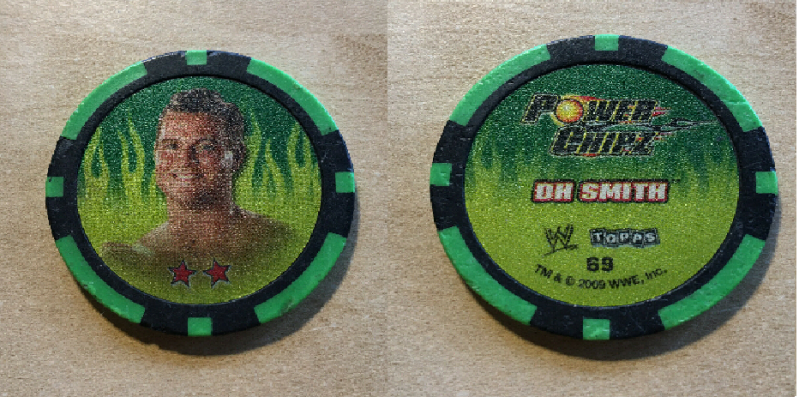 POWER
CHIPZ
DH SMITH
W TOPPS
69
TM & © 2009 WWE, Inc.